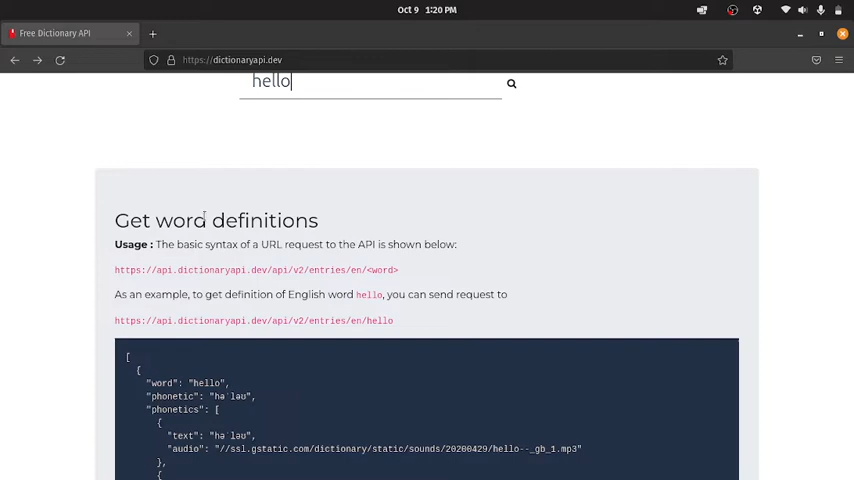 Oct 9 1:20 PM
Free Dictionary API
https://dictionaryapi.dev
hello
Get word definitions
Usage : The basic syntax of a URL request to the API is shown below:
https://api.dictionaryapi.dev/api/v2/entries/en/<word>
As an example, to get definition of English word hello, you can send request to
https://api.dictionaryapi.dev/api/v2/entries/en/hello
[
{
"word": "hello",
"phonetic": "həˈləʊ",
"phonetics": [
{
"text": "həˈləʊ",
"audio": "//ssl.gstatic.com/dictionary/static/sounds/20200429/hello--_gb_1.mp3"
},
{